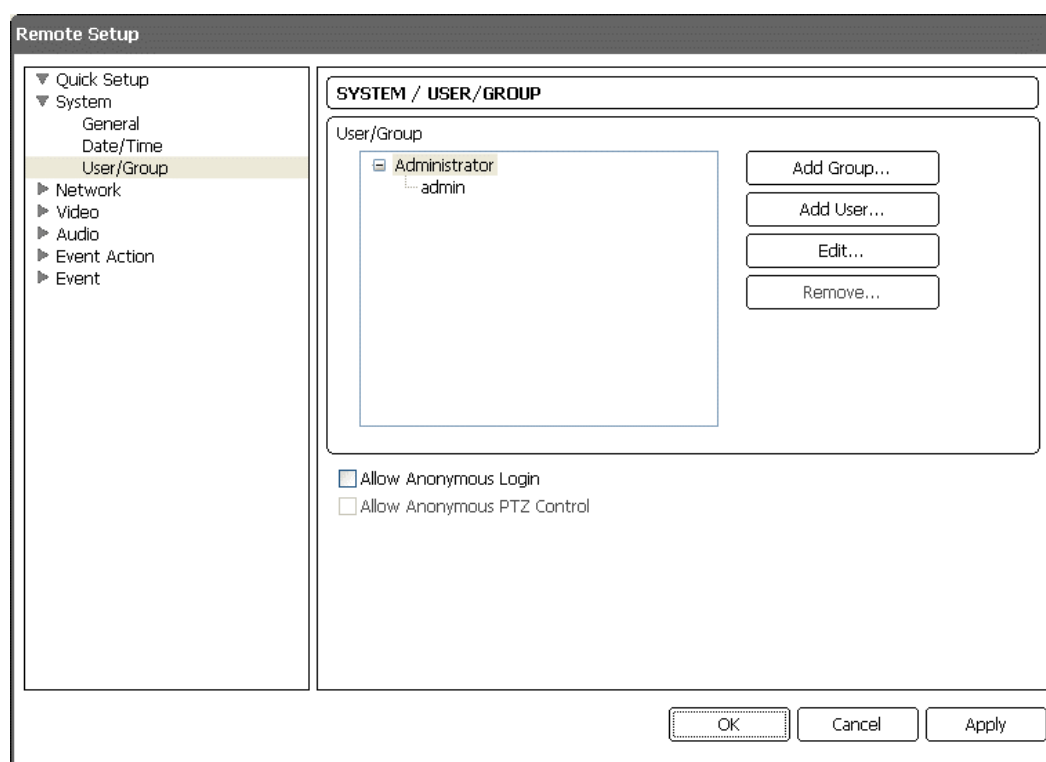 Remote Setup
Quick Setup
System
General
Date/Time
User/Group
Network
Video
Audio
Event Action
Event
SYSTEM / USER/GROUP
User/Group
Administrator
admin
Add Group...
Add User...
Edit...
Remove...
Allow Anonymous Login
Allow Anonymous PTZ Control
OK
Cancel
Apply